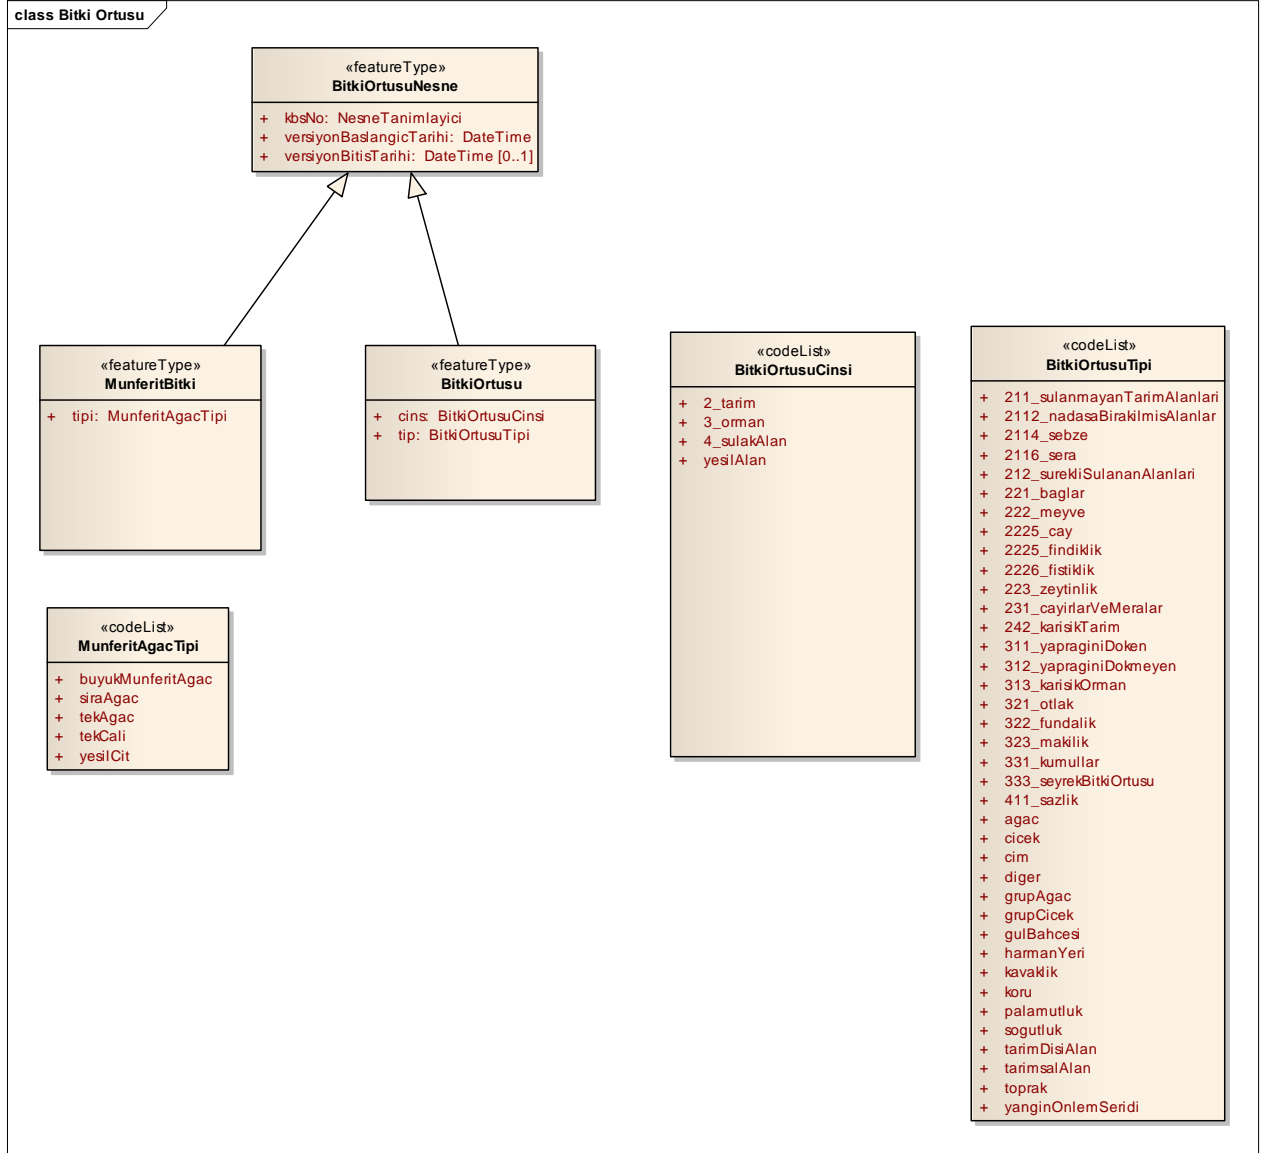 class Bitki Ortusu
«featureType»
BitkiOrtusuNesne
+ kbsNo: NesneTanimlayici
+ versiyonBaslangicTarihi: DateTime
+ versiyonBitisTarihi: DateTime [0..1]
«featureType»
MunferitBitki
+ tipi: MunferitAgacTipi
«featureType»
BitkiOrtusu
+ cins: BitkiOrtusuCinsi
+ tip: BitkiOrtusuTipi
«codeList»
MunferitAgacTipi
+ buyukMunferitAgac
+ siraAgac
+ tekAgac
+ tekCali
+ yesilCit
«codeList»
BitkiOrtusuCinsi
+ 2_tarim
+ 3_orman
+ 4_sulakAlan
+ yesilAlan
«codeList»
BitkiOrtusuTipi
+ 211_sulanmayanTarimAlanlari
+ 2112_nadasaBirakilmisAlanlar
+ 2114_sebze
+ 2116_sera
+ 212_surekliSulananAlanlari
+ 221_baglar
+ 222_meyve
+ 2225_cay
+ 2225_findiklik
+ 2226_fistiklik
+ 223_zeytinlik
+ 231_cayirlarVeMeralar
+ 242_karisikTarim
+ 311_yapraginiDoken
+ 312_yapraginiDokmeyen
+ 313_karisikOrman
+ 321_otlak
+ 322_fundalik
+ 323_makilik
+ 331_kumullar
+ 333_seyrekBitkiOrtusu
+ 411_sazlik
+ agac
+ cicek
+ cim
+ diger
+ grupAgac
+ grupCicek
+ gulBahcesi
+ harmanYeri
+ kavaklik
+ koru
+ palamutluk
+ sogutluk
+ tarimDisiAlan
+ tarimsalAlan
+ toprak
+ yanginOnlemSeridi